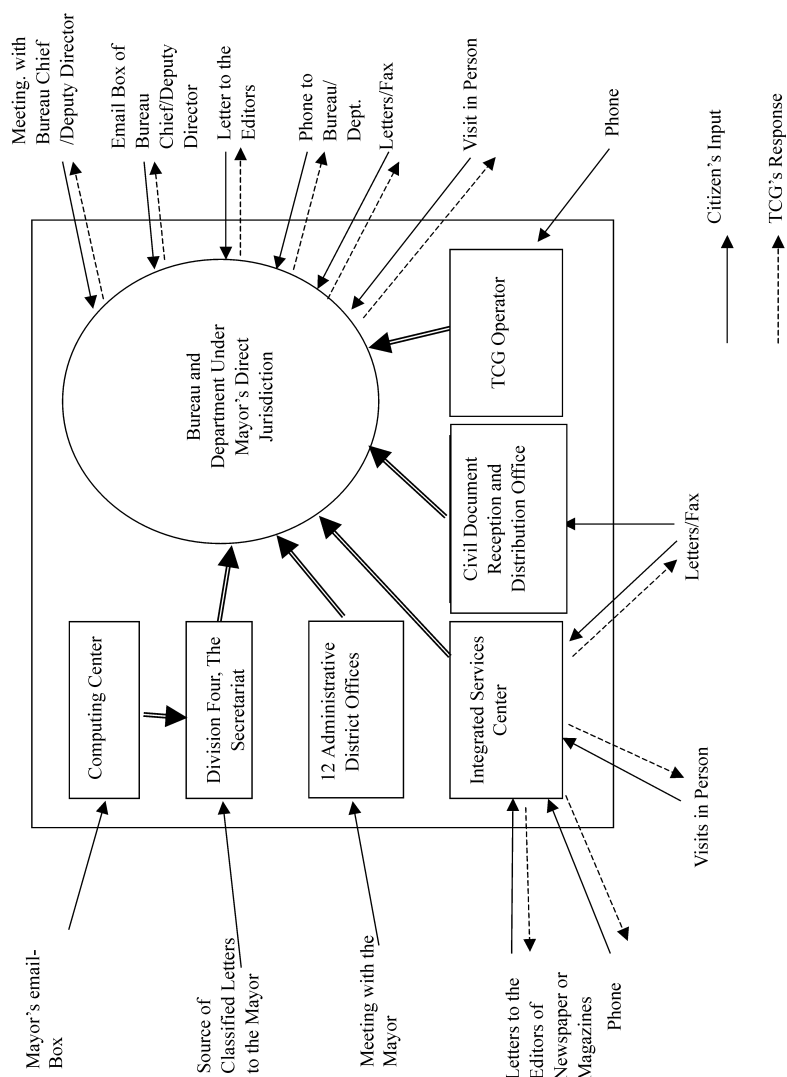 Meeting. with
Bureau Chief
/Deputy Director
Email Box of
Bureau
Chief/Deputy
Director
Letter to the
Editors
Phone to
Bureau/
Dept.
Letters/Fax
Visit in Person
Phone
Bureau and
Department Under
Mayor's Direct
Jurisdiction
TCG Operator
Civil Document
Reception and
Distribution Office
Computing Center
Division Four, The
Secretariat
12 Administrative
District Offices
Integrated Services
Center
Mayor's email-
Box
Source of
Classified Letters
to the Mayor
Meeting with the
Mayor
Letters to the
Editors of
Newspaper or
Magazines
Phone
Visits in Person
Letters/Fax
Citizen's Input
TCG's Response